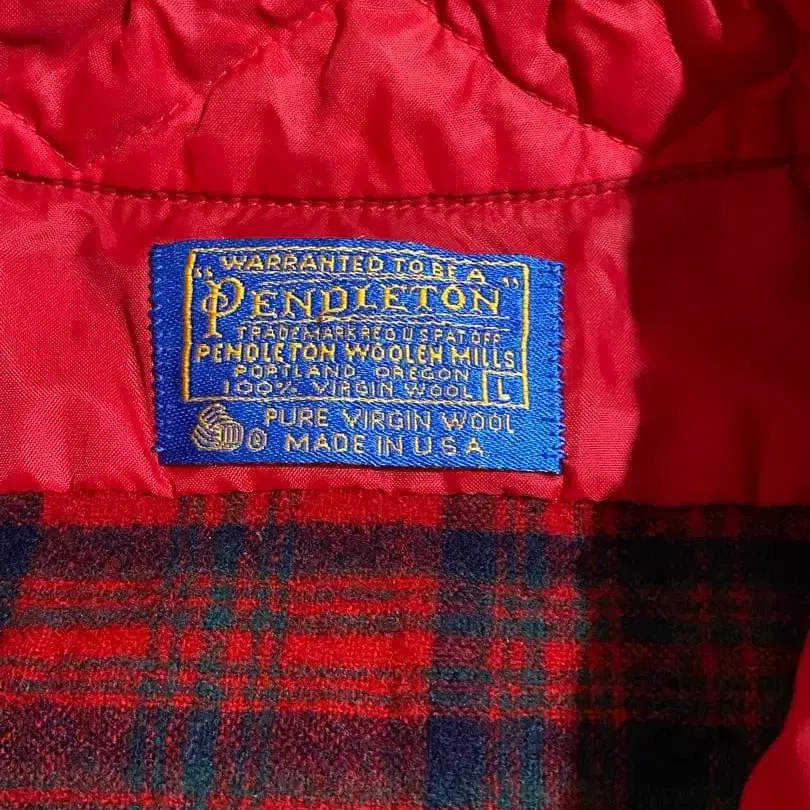 WARRANTED TO BE A
"PENDLETON"
TRADEMARK REG U S PAT OFF
PENDLETON WOOLEN MILLS
PORTLAND, OREGON
100% VIRGIN WOOL L
PURE VIRGIN WOOL
® MADE IN U S A